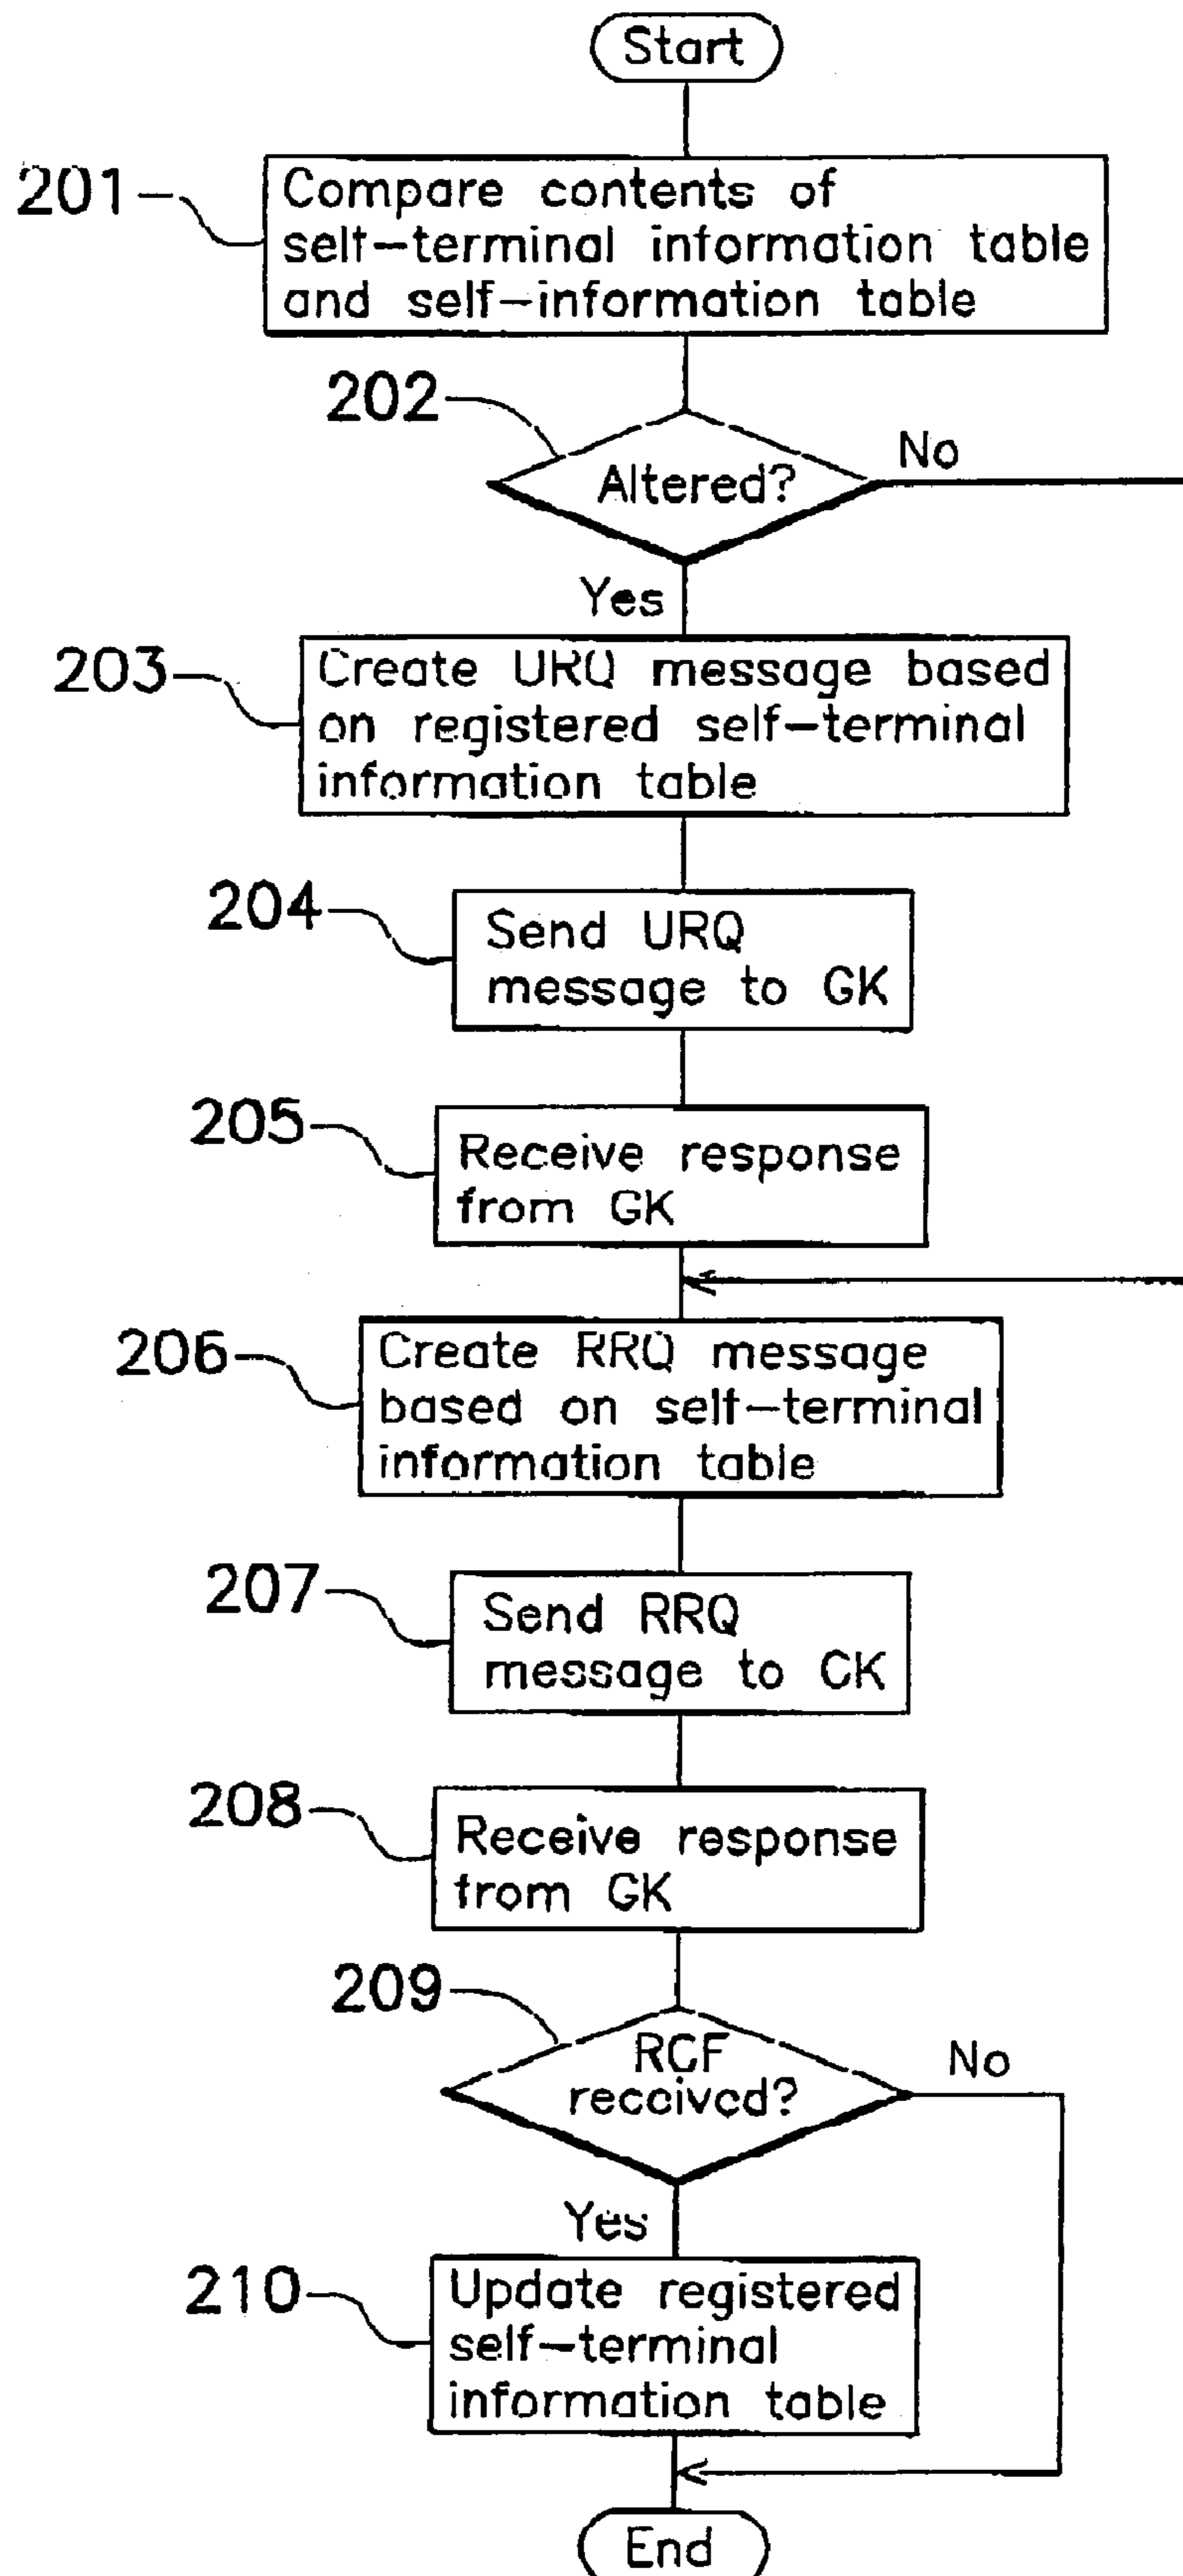 Start
201
Compare contents of
self-terminal information table
and self-information table
202
Altered?
No
Yes
203
Create URQ message based
on registered self-terminal
information table
204
Send URQ
message to GK
205
Receive response
from GK
206
Create RRQ message
based on self-terminal
information table
207
Send RRQ
message to CK
208
Receive response
from GK
209
RCF
received?
No
Yes
210
Update registered
self-terminal
information table
End